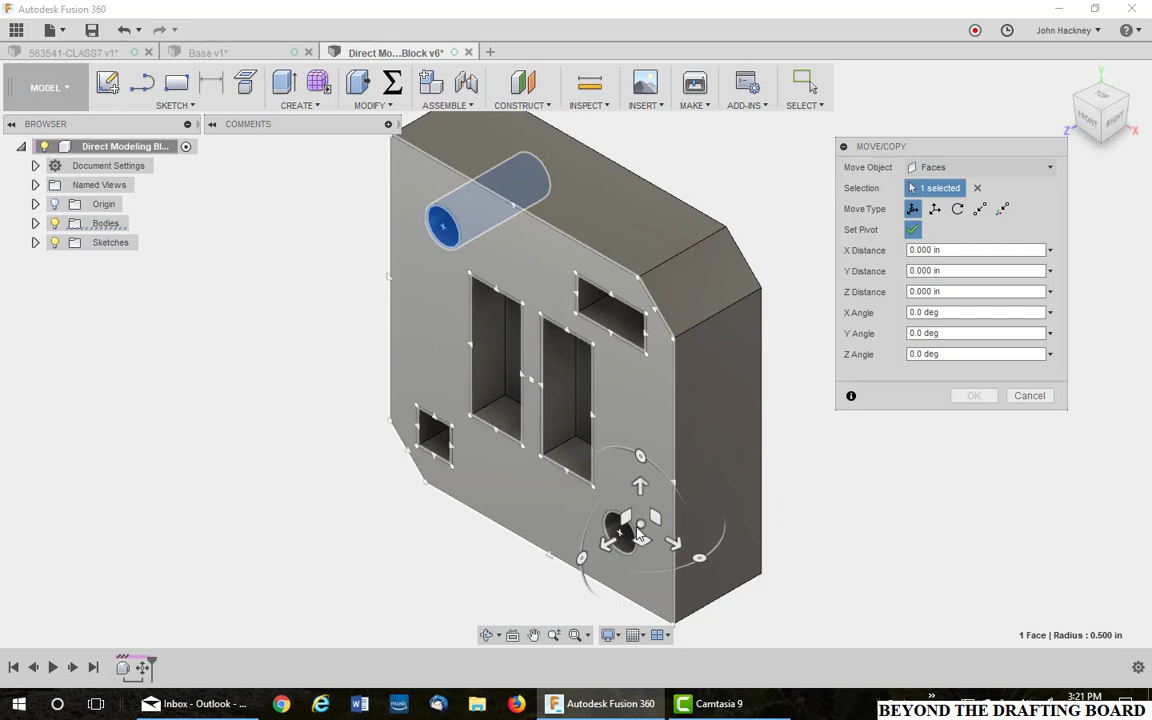 Autodesk Fusion 360
John Hackney
563541-CLASS7 v1*
Base v1*
Direct Mo...Block v6*
MODEL
SKETCH
CREATE
MODIFY
ASSEMBLE
CONSTRUCT
INSPECT
INSERT
MAKE
ADD-INS
SELECT
BROWSER
COMMENTS
Direct Modeling Bl...
Document Settings
Named Views
Origin
Bodies
Sketches
TOP
FRONT
RIGHT
Y
Z
X
MOVE/COPY
Move Object Faces
Selection 1 selected
Move Type
Set Pivot
X Distance 0.000 in
Y Distance 0.000 in
Z Distance 0.000 in
X Angle 0.0 deg
Y Angle 0.0 deg
Z Angle 0.0 deg
OK Cancel
1 Face | Radius : 0.500 in
Inbox - Outlook - ...
music
Autodesk Fusion 360
Camtasia 9
3:21 PM
BEYOND THE DRAFTING BOARD